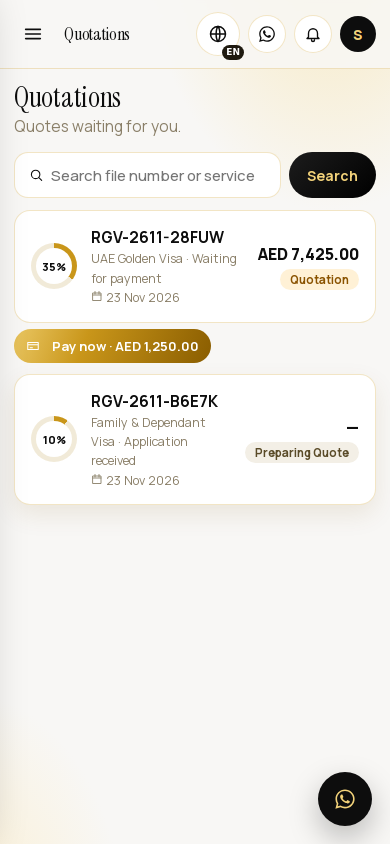 Quotations
EN
S
Quotations
Quotes waiting for you.
Search file number or service
Search
35%
RGV-2611-28FUW
UAE Golden Visa · Waiting
for payment
23 Nov 2026
AED 7,425.00
Quotation
Pay now · AED 1,250.00
10%
RGV-2611-B6E7K
Family & Dependant
Visa · Application
received
23 Nov 2026
—
Preparing Quote